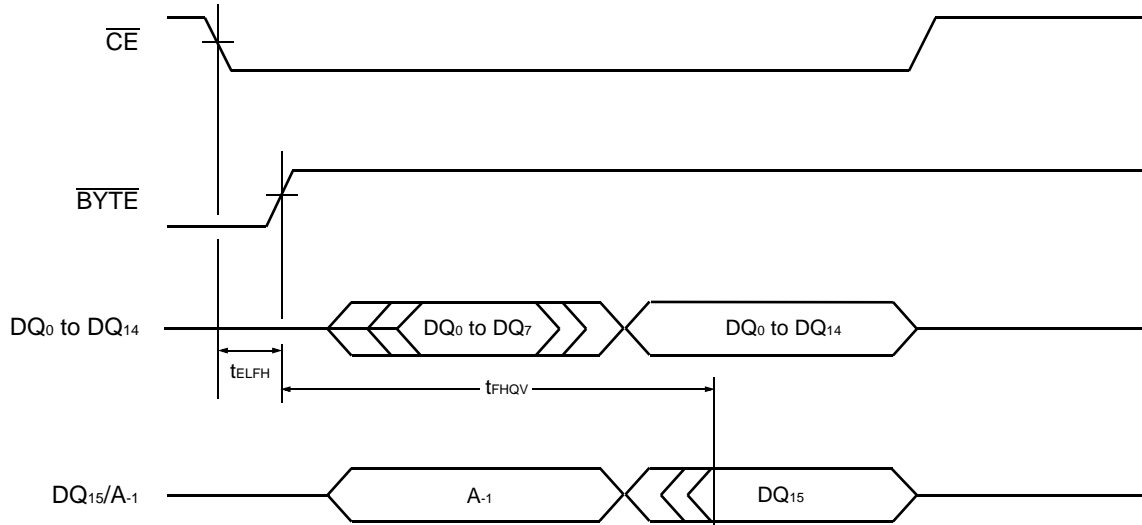 CE
BYTE
DQ0 to DQ14 DQ0 to DQ7 DQ0 to DQ14
tELFH
tFHQV
DQ15/A-1 A-1 DQ15